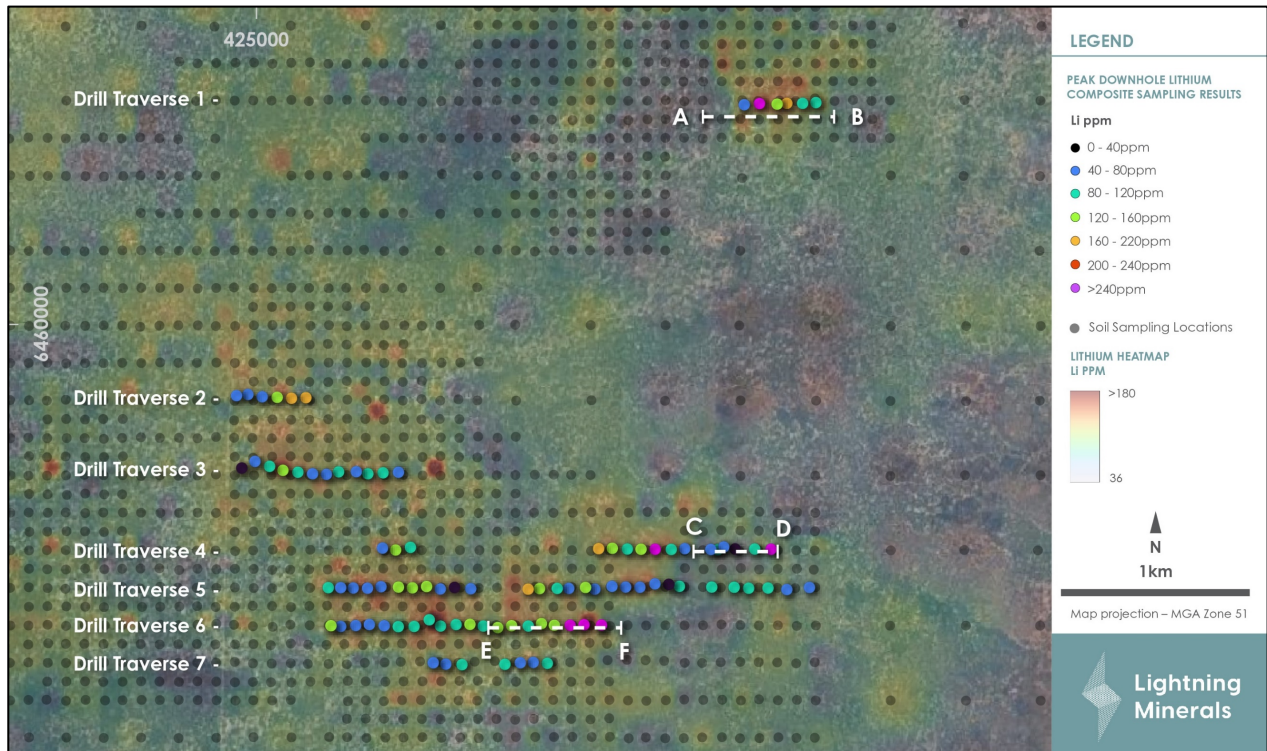 425000
6460000
Drill Traverse 1 -
A
B
Drill Traverse 2 -
Drill Traverse 3 -
Drill Traverse 4 -
C
D
Drill Traverse 5 -
Drill Traverse 6 -
E
F
Drill Traverse 7 -
LEGEND
PEAK DOWNHOLE LITHIUM
COMPOSITE SAMPLING RESULTS
Li ppm
0 - 40ppm
40 - 80ppm
80 - 120ppm
120 - 160ppm
160 - 220ppm
200 - 240ppm
>240ppm
Soil Sampling Locations
LITHIUM HEATMAP
Li PPM
>180
36
N
1km
Map projection – MGA Zone 51
Lightning
Minerals